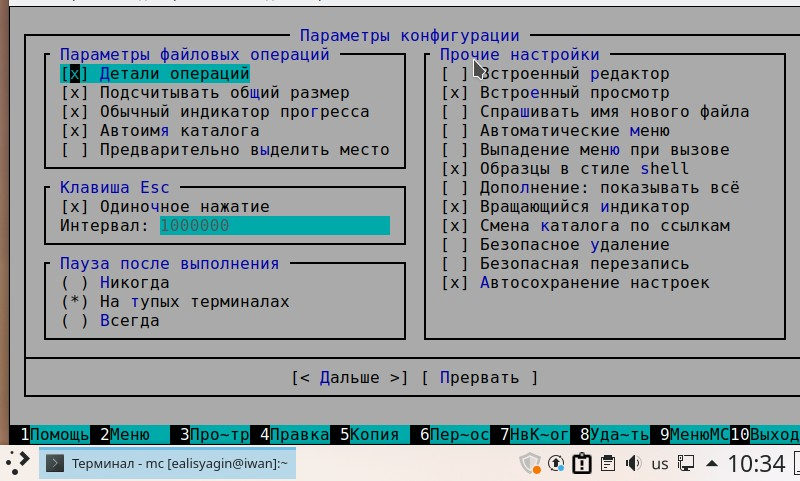 Параметры конфигурации
Параметры файловых операций
[x] Детали операций
[x] Подсчитывать общий размер
[x] Обычный индикатор прогресса
[x] Автоимя каталога
[ ] Предварительно выделить место
Клавиша Esc
[x] Одиночное нажатие
Интервал: 1000000
Пауза после выполнения
( ) Никогда
(*) На тупых терминалах
( ) Всегда
Прочие настройки
[ ] Встроенный редактор
[x] Встроенный просмотр
[ ] Спрашивать имя нового файла
[ ] Автоматические меню
[ ] Выпадение меню при вызове
[x] Образцы в стиле shell
[ ] Дополнение: показывать всё
[x] Вращающийся индикатор
[x] Смена каталога по ссылкам
[ ] Безопасное удаление
[ ] Безопасная перезапись
[x] Автосохранение настроек
[< Дальше >] [ Прервать ]
1Помощь 2Меню 3Про~тр 4Правка 5Копия 6Пер~ос 7НвК~ог 8Уда~ть 9МенюMC 10Выход
Терминал - mc [ealisyagin@iwan]:~ us 10:34